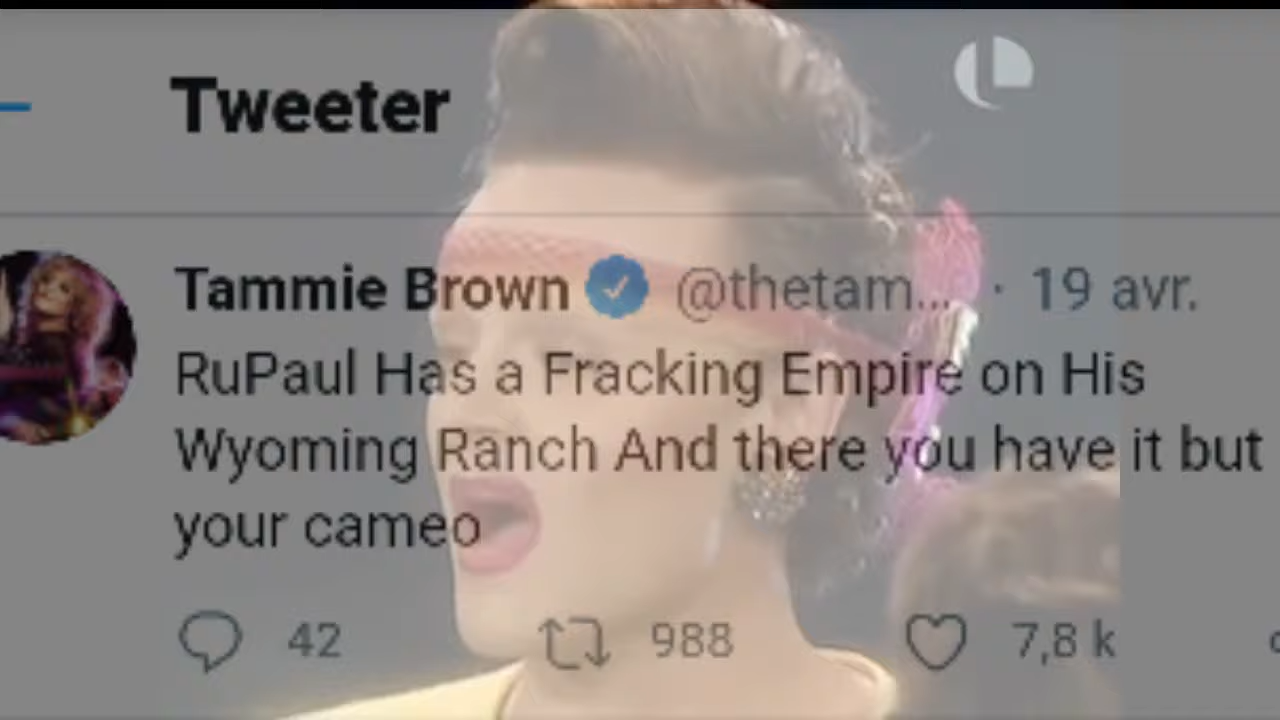 Tweeter
Tammie Brown @thetam... · 19 avr.
RuPaul Has a Fracking Empire on His
Wyoming Ranch And there you have it but
your cameo
42 988 7,8 k